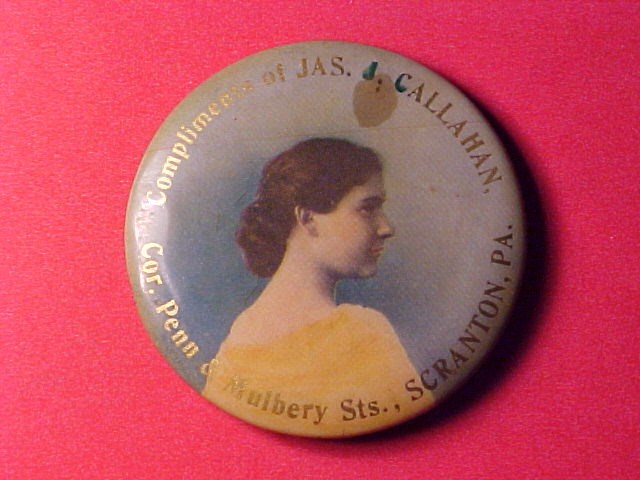 Compliments of JAS. J. CALLAHAN,
Cor. Penn & Mulbery Sts., SCRANTON, PA.